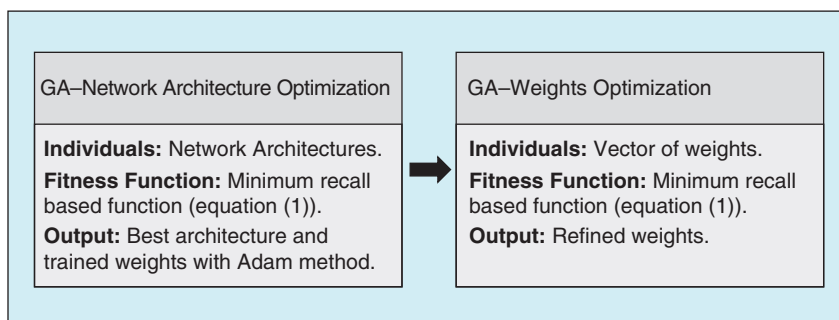 GA–Network Architecture Optimization
Individuals: Network Architectures.
Fitness Function: Minimum recall
based function (equation (1)).
Output: Best architecture and
trained weights with Adam method.
GA–Weights Optimization
Individuals: Vector of weights.
Fitness Function: Minimum recall
based function (equation (1)).
Output: Refined weights.